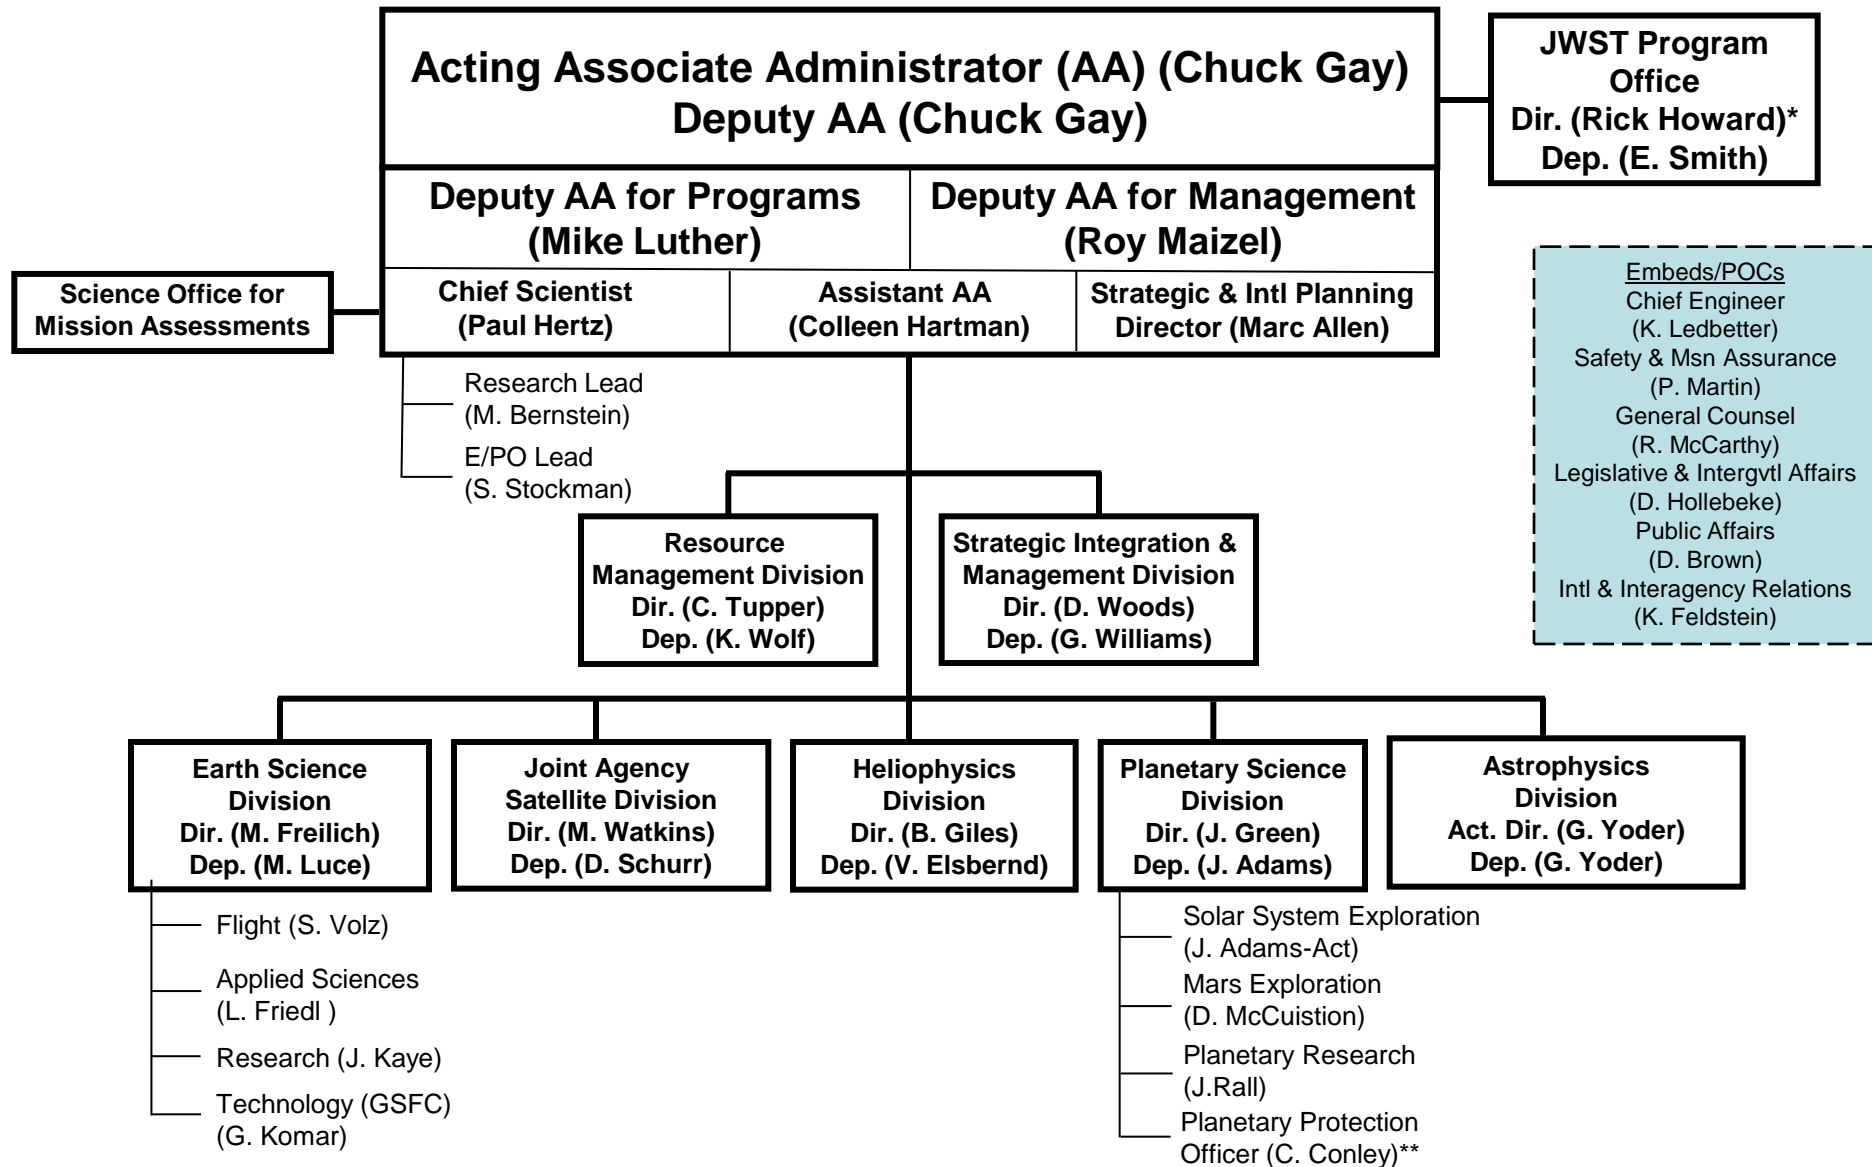 Acting Associate Administrator (AA) (Chuck Gay)
Deputy AA (Chuck Gay)
JWST Program
Office
Dir. (Rick Howard)*
Dep. (E. Smith)
Deputy AA for Programs
(Mike Luther)
Deputy AA for Management
(Roy Maizel)
Science Office for
Mission Assessments
Chief Scientist
(Paul Hertz)
Assistant AA
(Colleen Hartman)
Strategic & Intl Planning
Director (Marc Allen)
Embeds/POCs
Chief Engineer
(K. Ledbetter)
Safety & Msn Assurance
(P. Martin)
General Counsel
(R. McCarthy)
Legislative & Intergvtl Affairs
(D. Hollebeke)
Public Affairs
(D. Brown)
Intl & Interagency Relations
(K. Feldstein)
Research Lead
(M. Bernstein)
E/PO Lead
(S. Stockman)
Resource
Management Division
Dir. (C. Tupper)
Dep. (K. Wolf)
Strategic Integration &
Management Division
Dir. (D. Woods)
Dep. (G. Williams)
Earth Science
Division
Dir. (M. Freilich)
Dep. (M. Luce)
Joint Agency
Satellite Division
Dir. (M. Watkins)
Dep. (D. Schurr)
Heliophysics
Division
Dir. (B. Giles)
Dep. (V. Elsbernd)
Planetary Science
Division
Dir. (J. Green)
Dep. (J. Adams)
Astrophysics
Division
Act. Dir. (G. Yoder)
Dep. (G. Yoder)
Flight (S. Volz)
Applied Sciences
(L. Friedl )
Research (J. Kaye)
Technology (GSFC)
(G. Komar)
Solar System Exploration
(J. Adams-Act)
Mars Exploration
(D. McCuistion)
Planetary Research
(J.Rall)
Planetary Protection
Officer (C. Conley)**